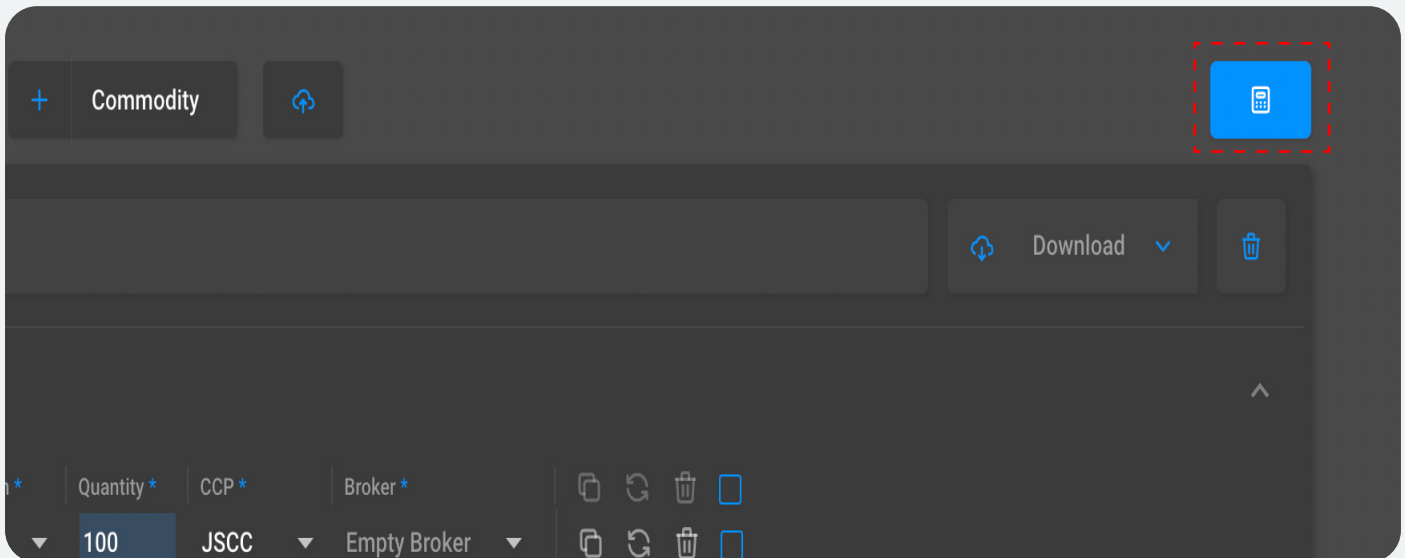 + Commodity
Download
Quantity * CCP * Broker *
100 JSCC Empty Broker